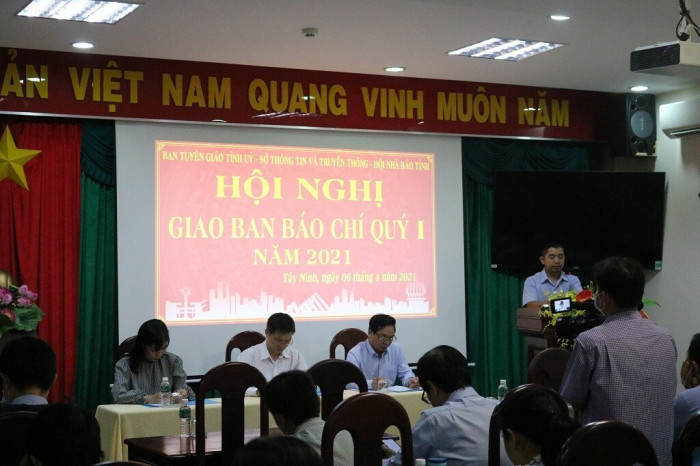 ẢN VIỆT NAM QUANG VINH MUÔN NĂM
BAN TUYÊN GIÁO TỈNH UỶ - SỞ THÔNG TIN VÀ TRUYỀN THÔNG - HỘI NHÀ BÁO TỈNH
HỘI NGHỊ
GIAO BAN BÁO CHÍ QUÝ I
NĂM 2021
Tây Ninh, ngày 06 tháng 4 năm 2021